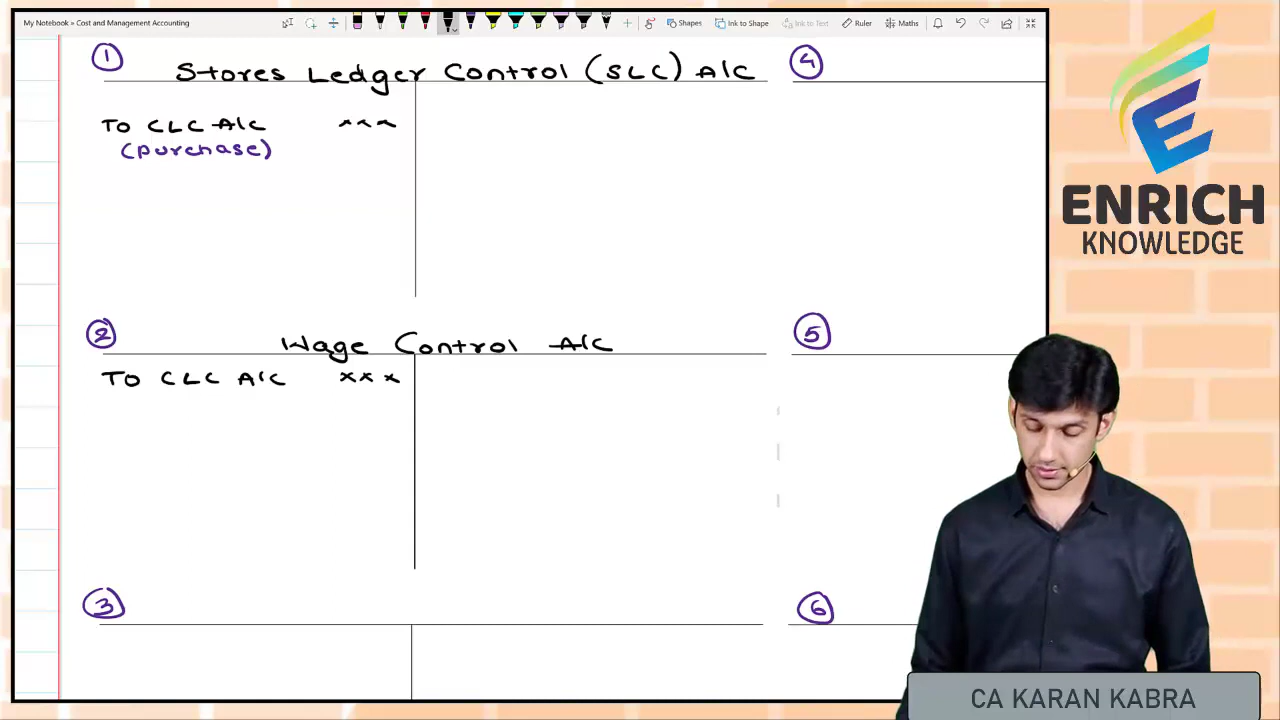 My Notebook » Cost and Management Accounting
Shapes
Ink to Shape
Ink to Text
Ruler
Maths
1
Stores Ledger Control (SLC) A/C
To CLC A/C xxx
(purchase)
2
Wage Control A/C
To CLC A/C xxx
3
4
5
6
ENRICH
KNOWLEDGE
CA KARAN KABRA